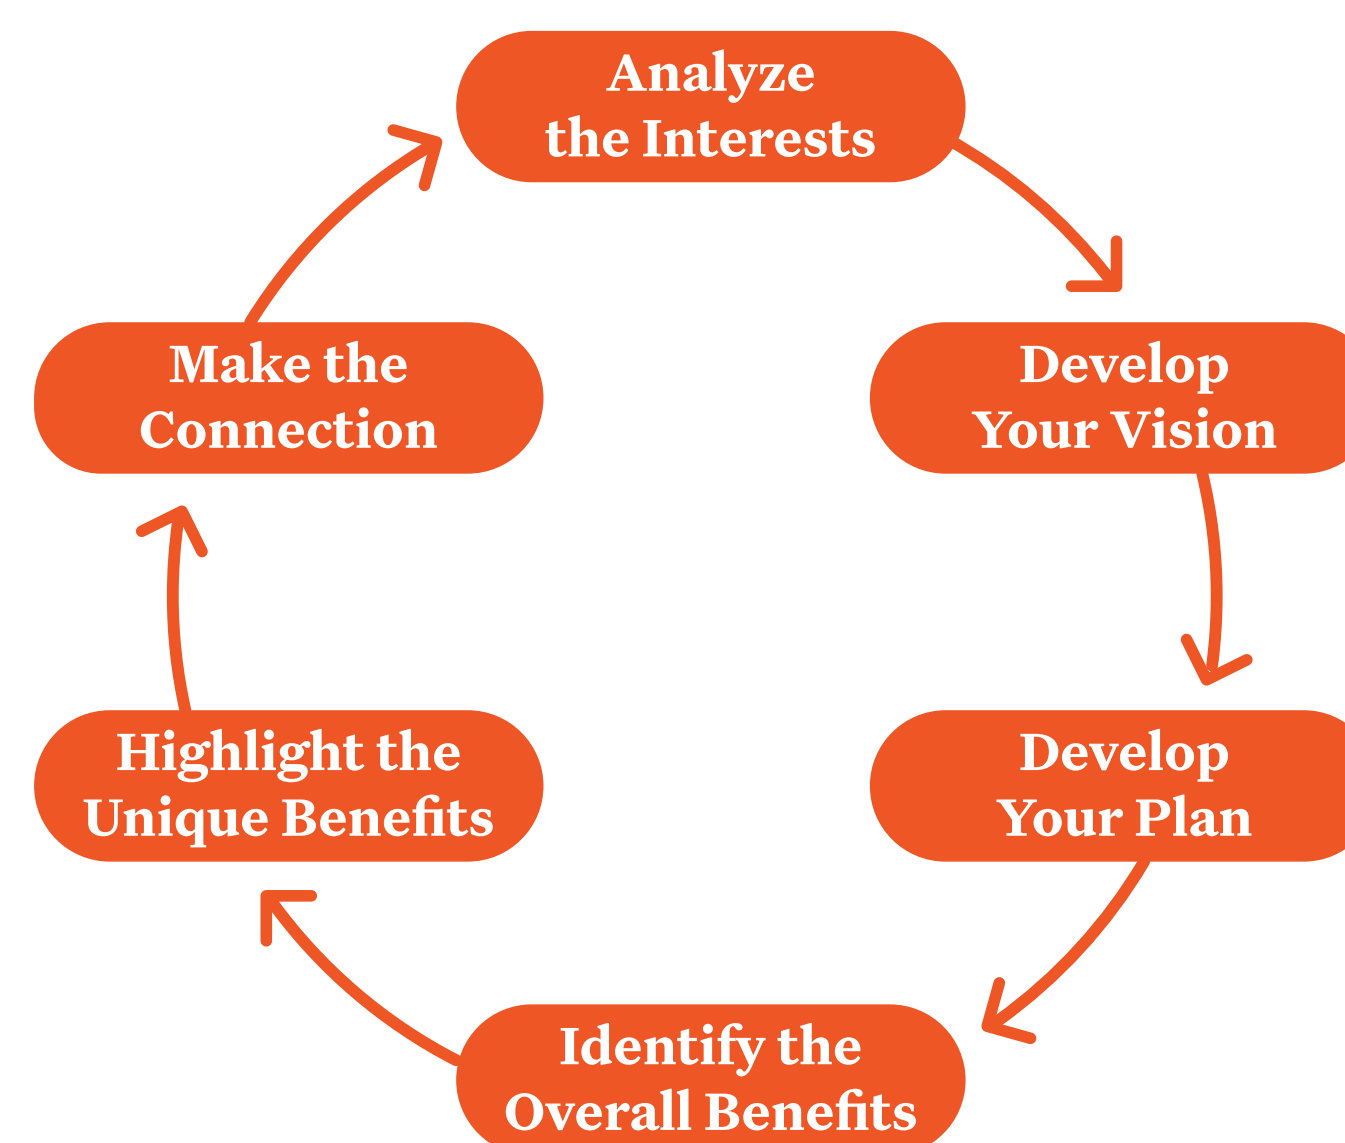 Analyze
the Interests
Develop
Your Vision
Develop
Your Plan
Identify the
Overall Benefits
Highlight the
Unique Benefits
Make the
Connection